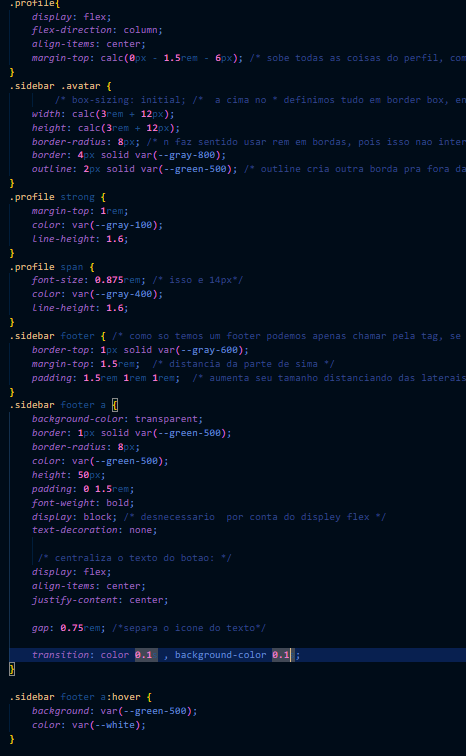 .profile{
display: flex;
flex-direction: column;
align-items: center;
margin-top: calc(0px - 1.5rem - 6px); /* sobe todas as coisas do perfil, com
}
.sidebar .avatar {
/* box-sizing: initial; /*  a cima no * definimos tudo em border box, en
width: calc(3rem + 12px);
height: calc(3rem + 12px);
border-radius: 8px; /* n faz sentido usar rem em bordas, pois isso nao inter
border: 4px solid var(--gray-800);
outline: 2px solid var(--green-500); /* outline cria outra borda pra fora da
}
.profile strong {
margin-top: 1rem;
color: var(--gray-100);
line-height: 1.6;
}
.profile span {
font-size: 0.875rem; /* isso e 14px*/
color: var(--gray-400);
line-height: 1.6;
}
.sidebar footer { /* como so temos um footer podemos apenas chamar pela tag, se
border-top: 1px solid var(--gray-600);
margin-top: 1.5rem;  /* distancia da parte de sima */
padding: 1.5rem 1rem 1rem;  /* aumenta seu tamanho distanciando das laterais
}
.sidebar footer a {
background-color: transparent;
border: 1px solid var(--green-500);
border-radius: 8px;
color: var(--green-500);
height: 50px;
padding: 0 1.5rem;
font-weight: bold;
display: block; /* desnecessario  por conta do displey flex */
text-decoration: none;
/* centraliza o texto do botao: */
display: flex;
align-items: center;
justify-content: center;
gap: 0.75rem; /*separa o icone do texto*/
transition: color 0.1 , background-color 0.1 ;
}
.sidebar footer a:hover {
background: var(--green-500);
color: var(--white);
}